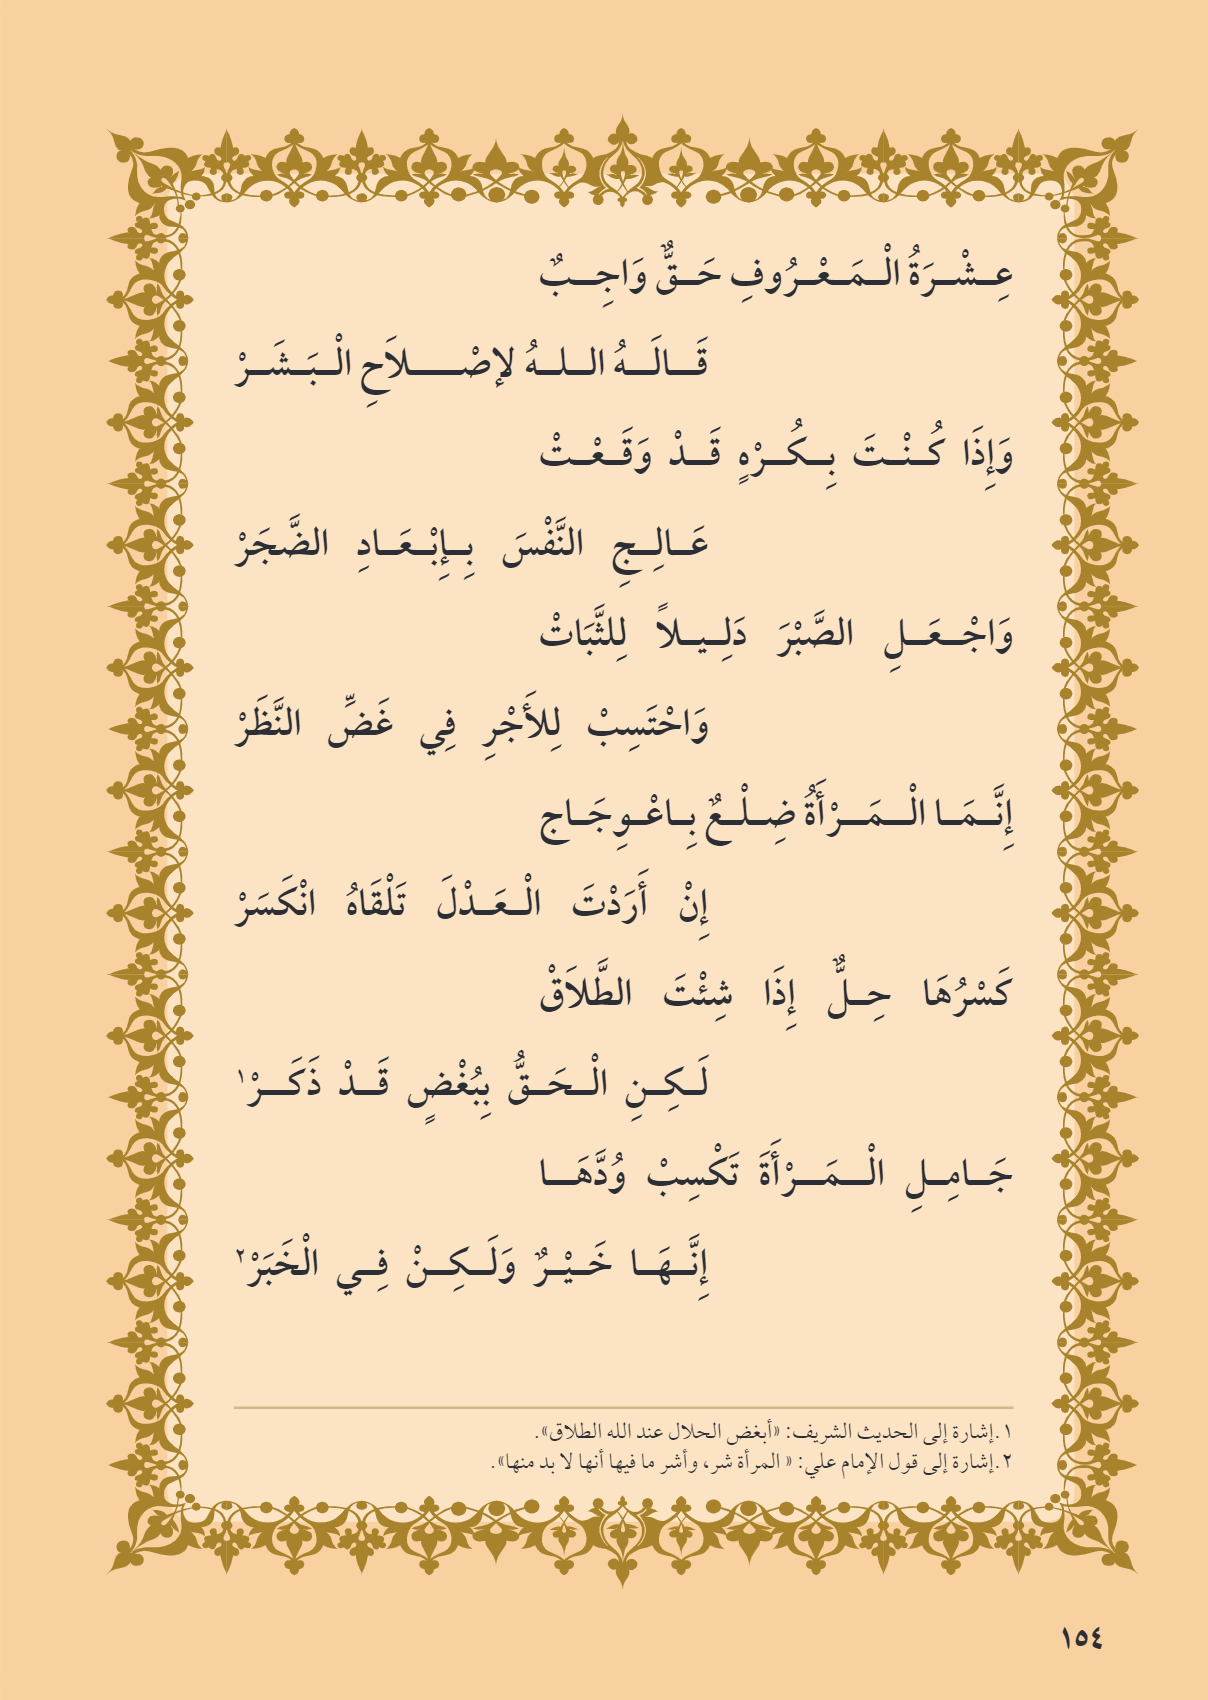 عِشْرَةُ الْمَعْرُوفِ حَقٌّ وَاجِبٌ
قَالَهُ اللهُ لإصْلاَحِ الْبَشَرْ
وَإِذَا كُنْتَ بِكُرْهٍ قَدْ وَقَعْتْ
عَالِجِ النَّفْسَ بِإِبْعَادِ الضَّجَرْ
وَاجْعَلِ الصَّبْرَ دَلِيلاً لِلثَّبَاتْ
وَاحْتَسِبْ لِلأَجْرِ فِي غَضِّ النَّظَرْ
إِنَّمَا الْمَرْأَةُ ضِلْعٌ بِاعْوِجَاج
إِنْ أَرَدْتَ الْعَدْلَ تَلْقَاهُ انْكَسَرْ
كَسْرُهَا حِلٌّ إِذَا شِئْتَ الطَّلاَقْ
لَكِنِ الْحَقُّ بِبُغْضٍ قَدْ ذَكَرْ١
جَامِلِ الْمَرْأَةَ تَكْسِبْ وُدَّهَا
إِنَّهَا خَيْرٌ وَلَكِنْ فِي الْخَبَرْ٢
١.إشارة إلى الحديث الشريف: «أبغض الحلال عند الله الطلاق».
٢.إشارة إلى قول الإمام علي: « المرأة شر، وأشر ما فيها أنها لا بد منها».
١٥٤